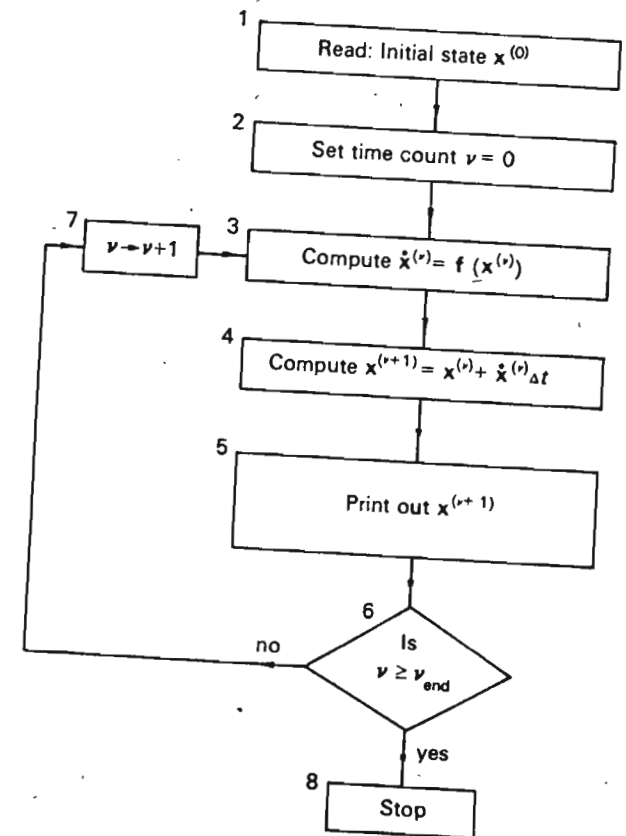 1
Read: Initial state x^(0)
2
Set time count ν = 0
7
ν→ν+1
3
Compute ẋ^(ν) = f (x^(ν))
4
Compute x^(ν+1) = x^(ν) + ẋ^(ν)Δt
5
Print out x^(ν+1)
6
Is
ν ≥ ν_end
no
yes
8
Stop